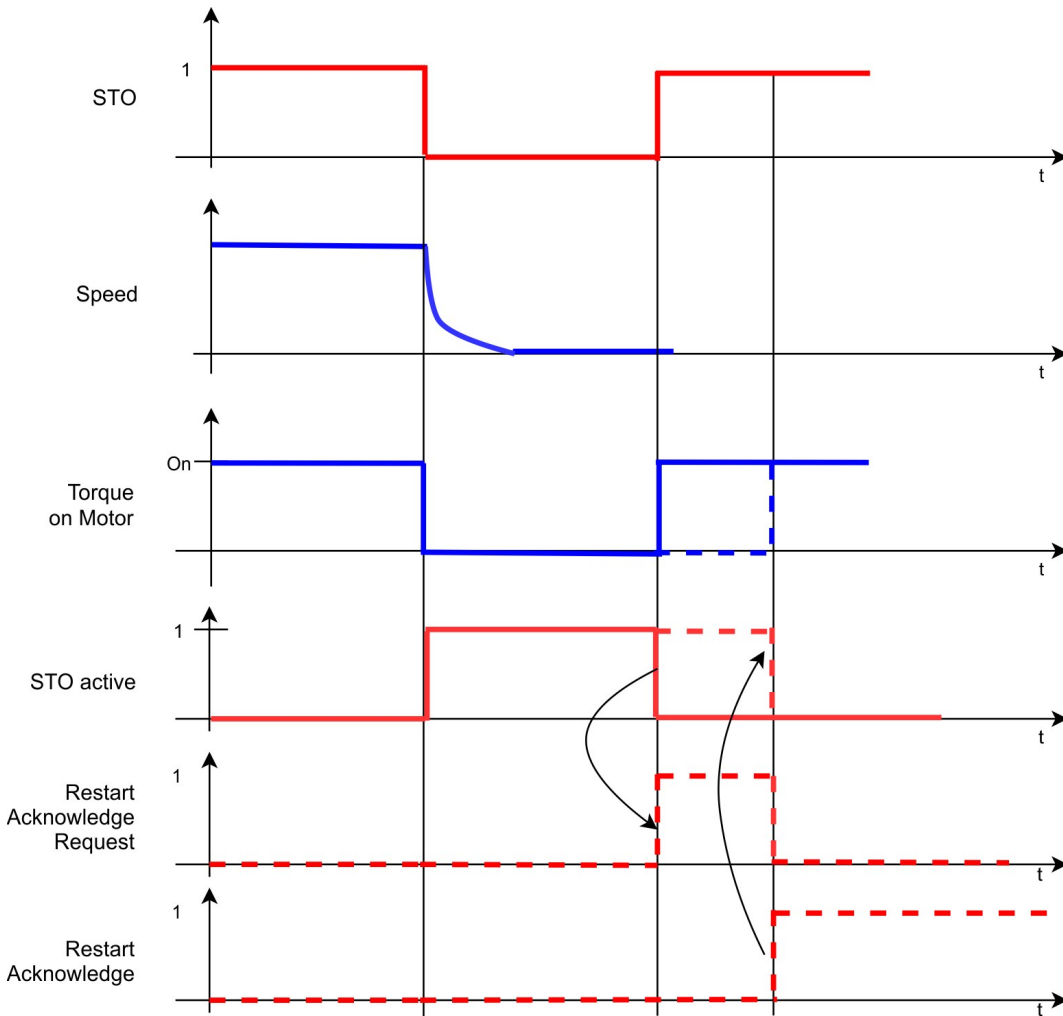 1
STO
t
Speed
t
On
Torque
on Motor
t
1
STO active
t
1
Restart
Acknowledge
Request
t
1
Restart
Acknowledge
t